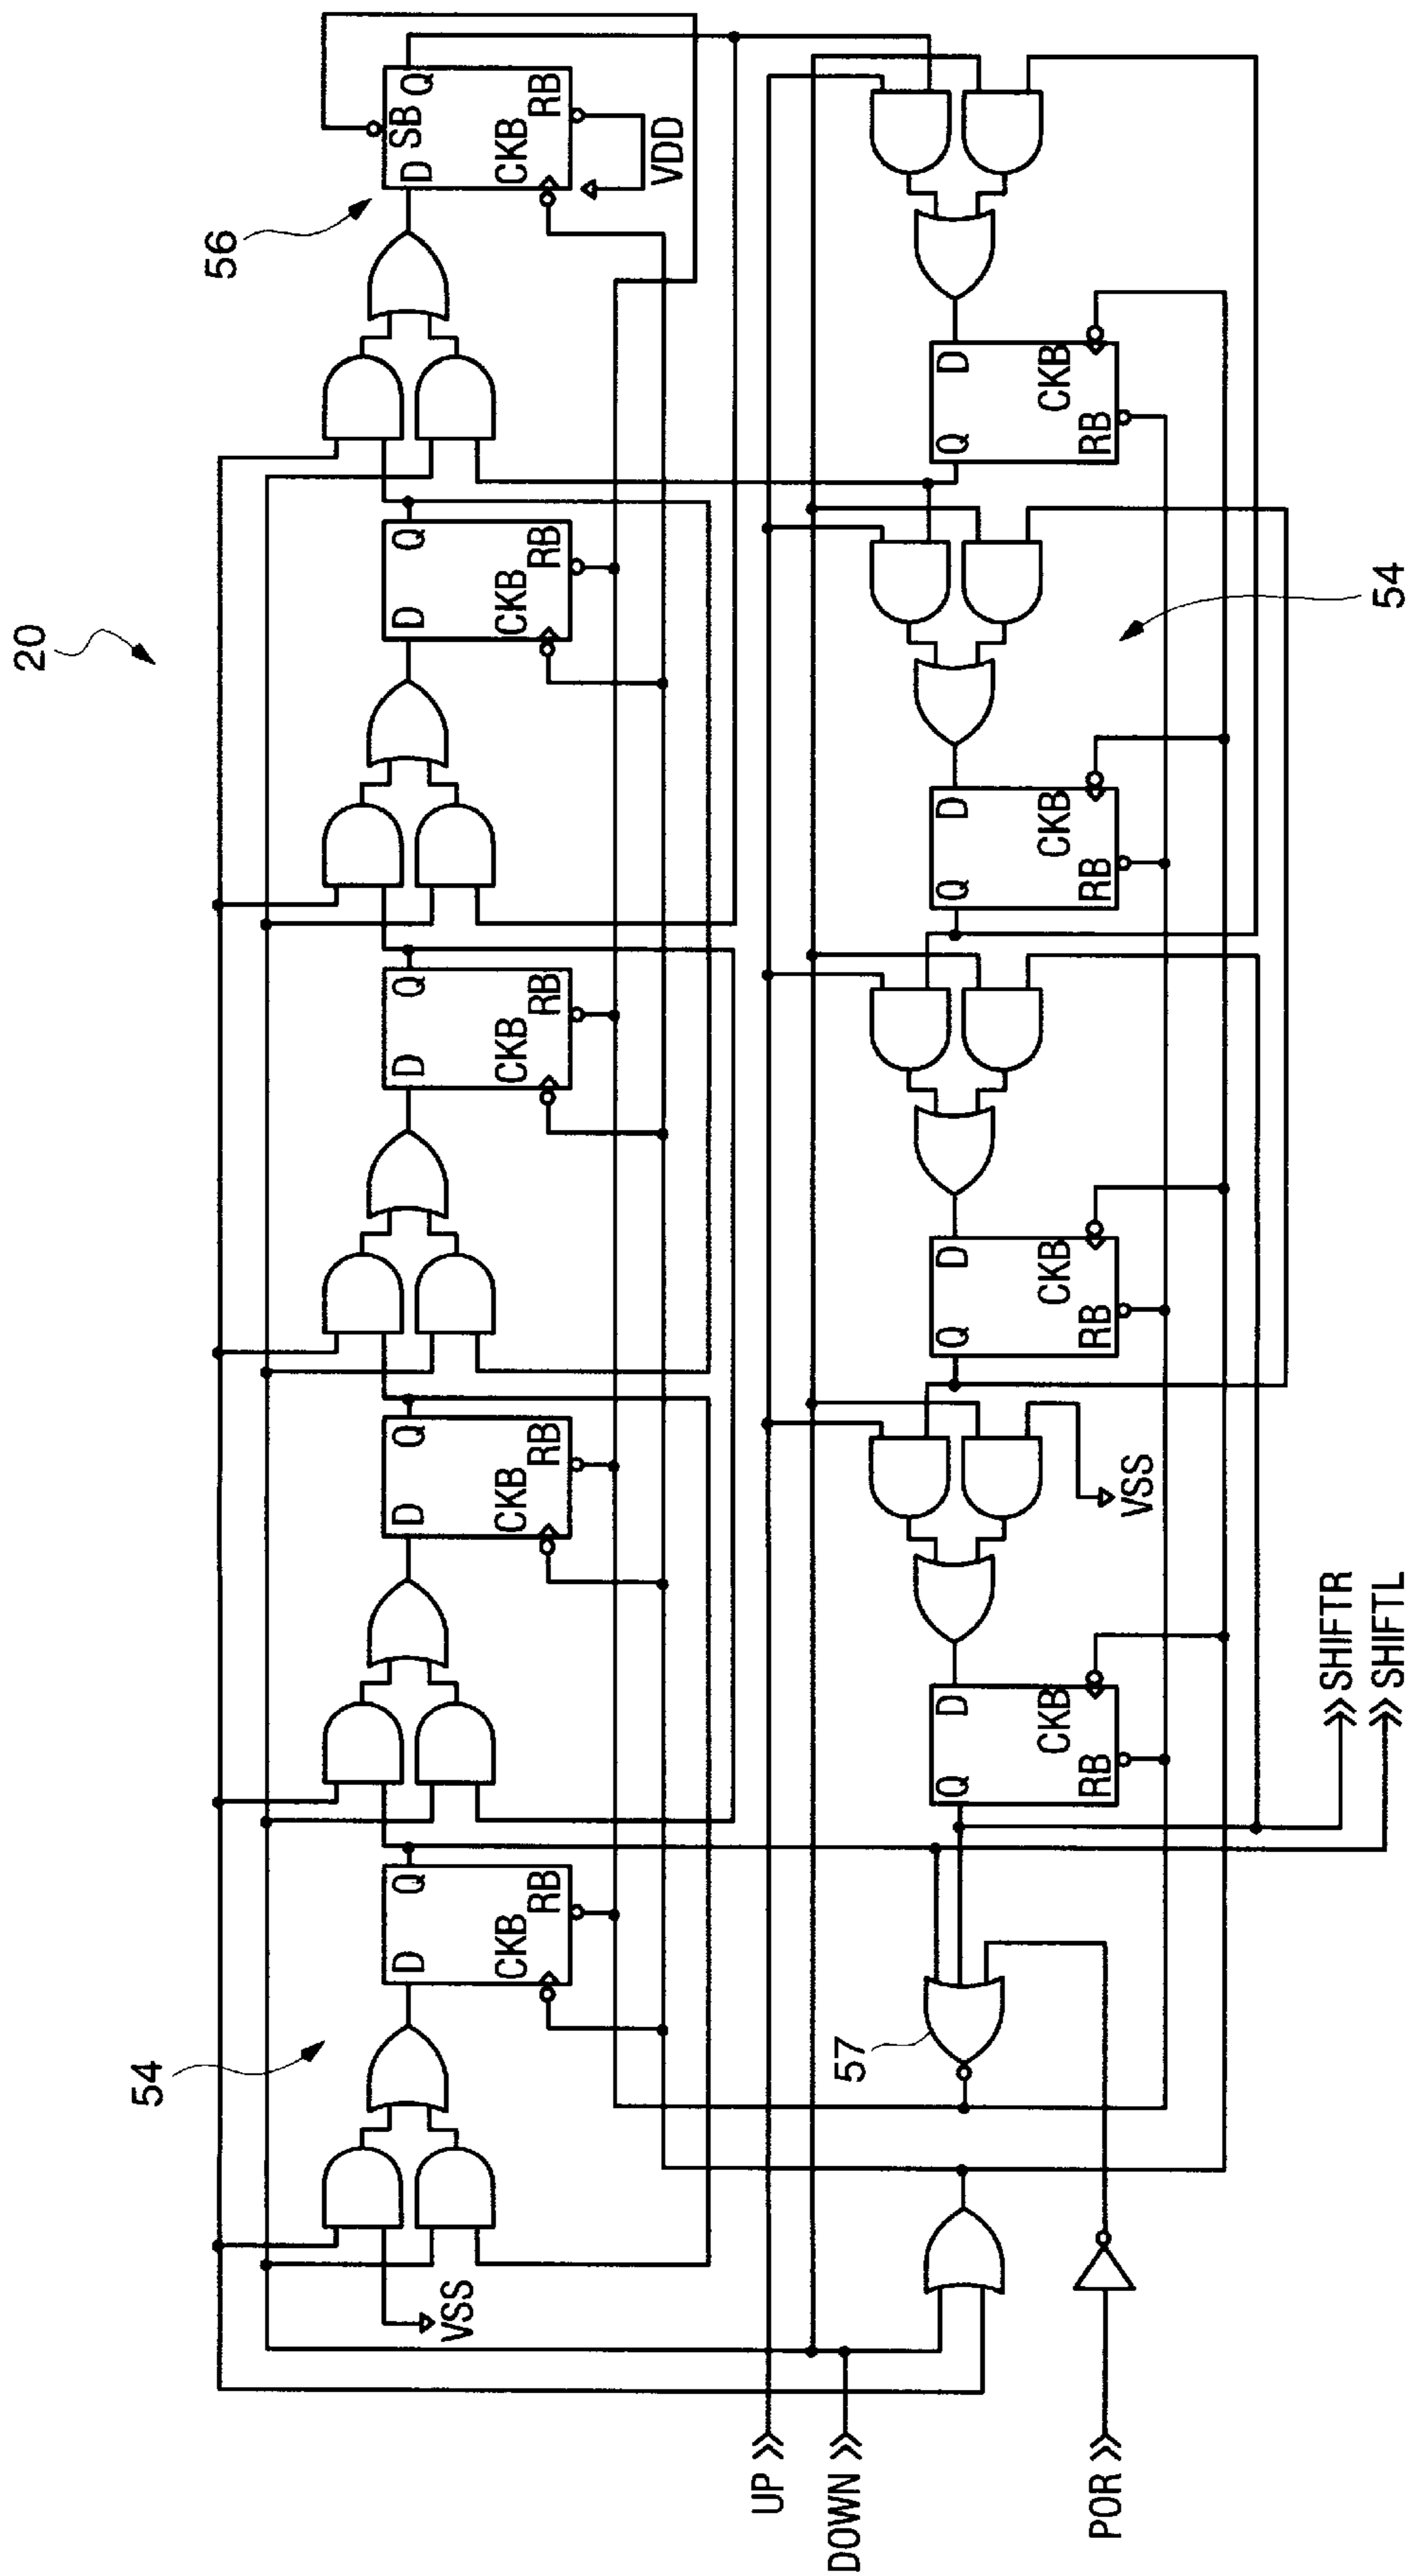 20
54
56
D Q
CKB RB
D Q
CKB RB
D Q
CKB RB
D Q
CKB RB
D SB Q
CKB RB
VSS
VDD
UP
DOWN
57
Q D
CKB
RB
Q D
CKB
RB
Q D
CKB
RB
Q D
CKB
RB
POR
VSS
SHIFTR
SHIFTL
54